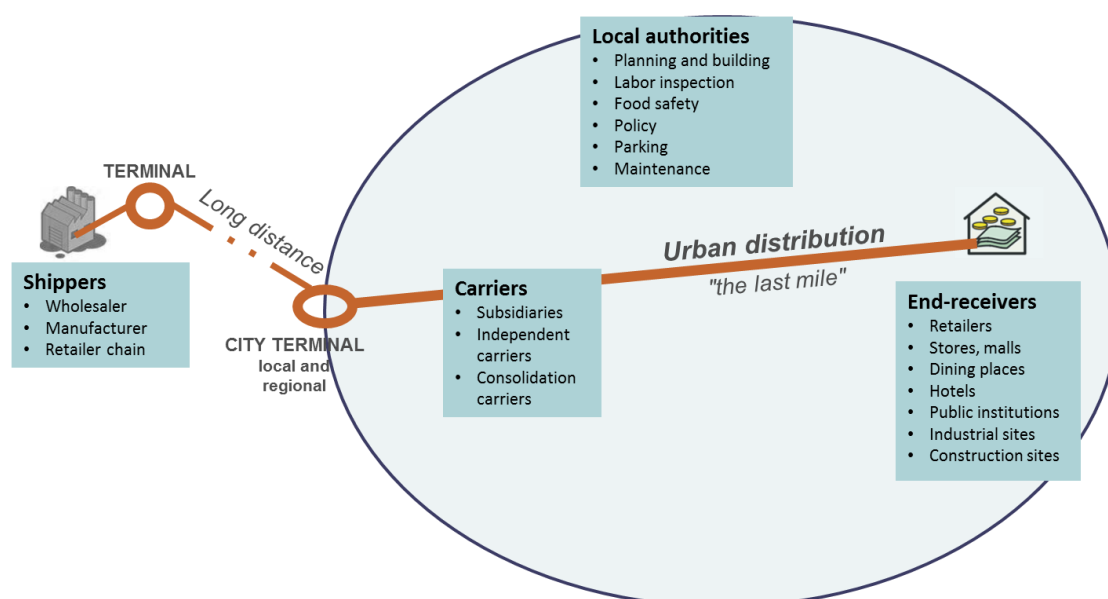 Local authorities
• Planning and building
• Labor inspection
• Food safety
• Policy
• Parking
• Maintenance
TERMINAL
Long distance
Shippers
• Wholesaler
• Manufacturer
• Retailer chain
CITY TERMINAL
local and
regional
Carriers
• Subsidiaries
• Independent
carriers
• Consolidation
carriers
Urban distribution
"the last mile"
End-receivers
• Retailers
• Stores, malls
• Dining places
• Hotels
• Public institutions
• Industrial sites
• Construction sites